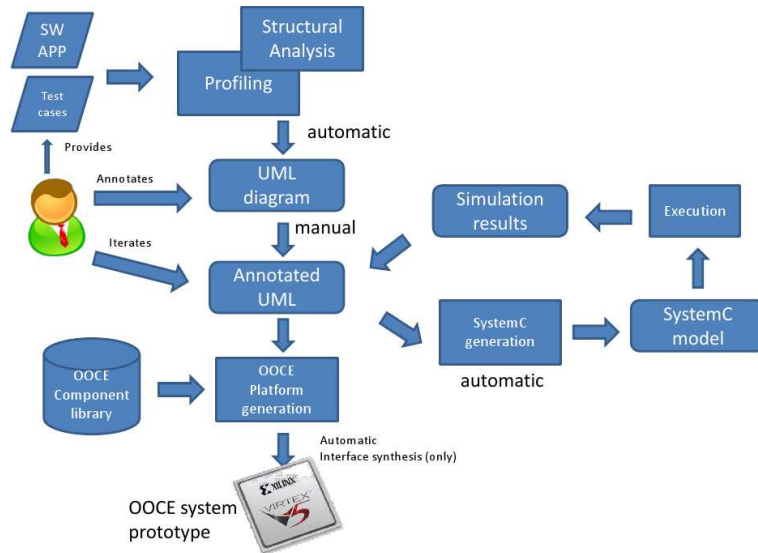 SW
APP
Structural
Analysis
Profiling
Test
cases
Provides
automatic
Annotates
UML
diagram
manual
Iterates
Annotated
UML
Simulation
results
Execution
SystemC
generation
automatic
SystemC
model
OOCE
Component
library
OOCE
Platform
generation
Automatic
Interface synthesis (only)
OOCE system
prototype
XILINX
VIRTEX
5